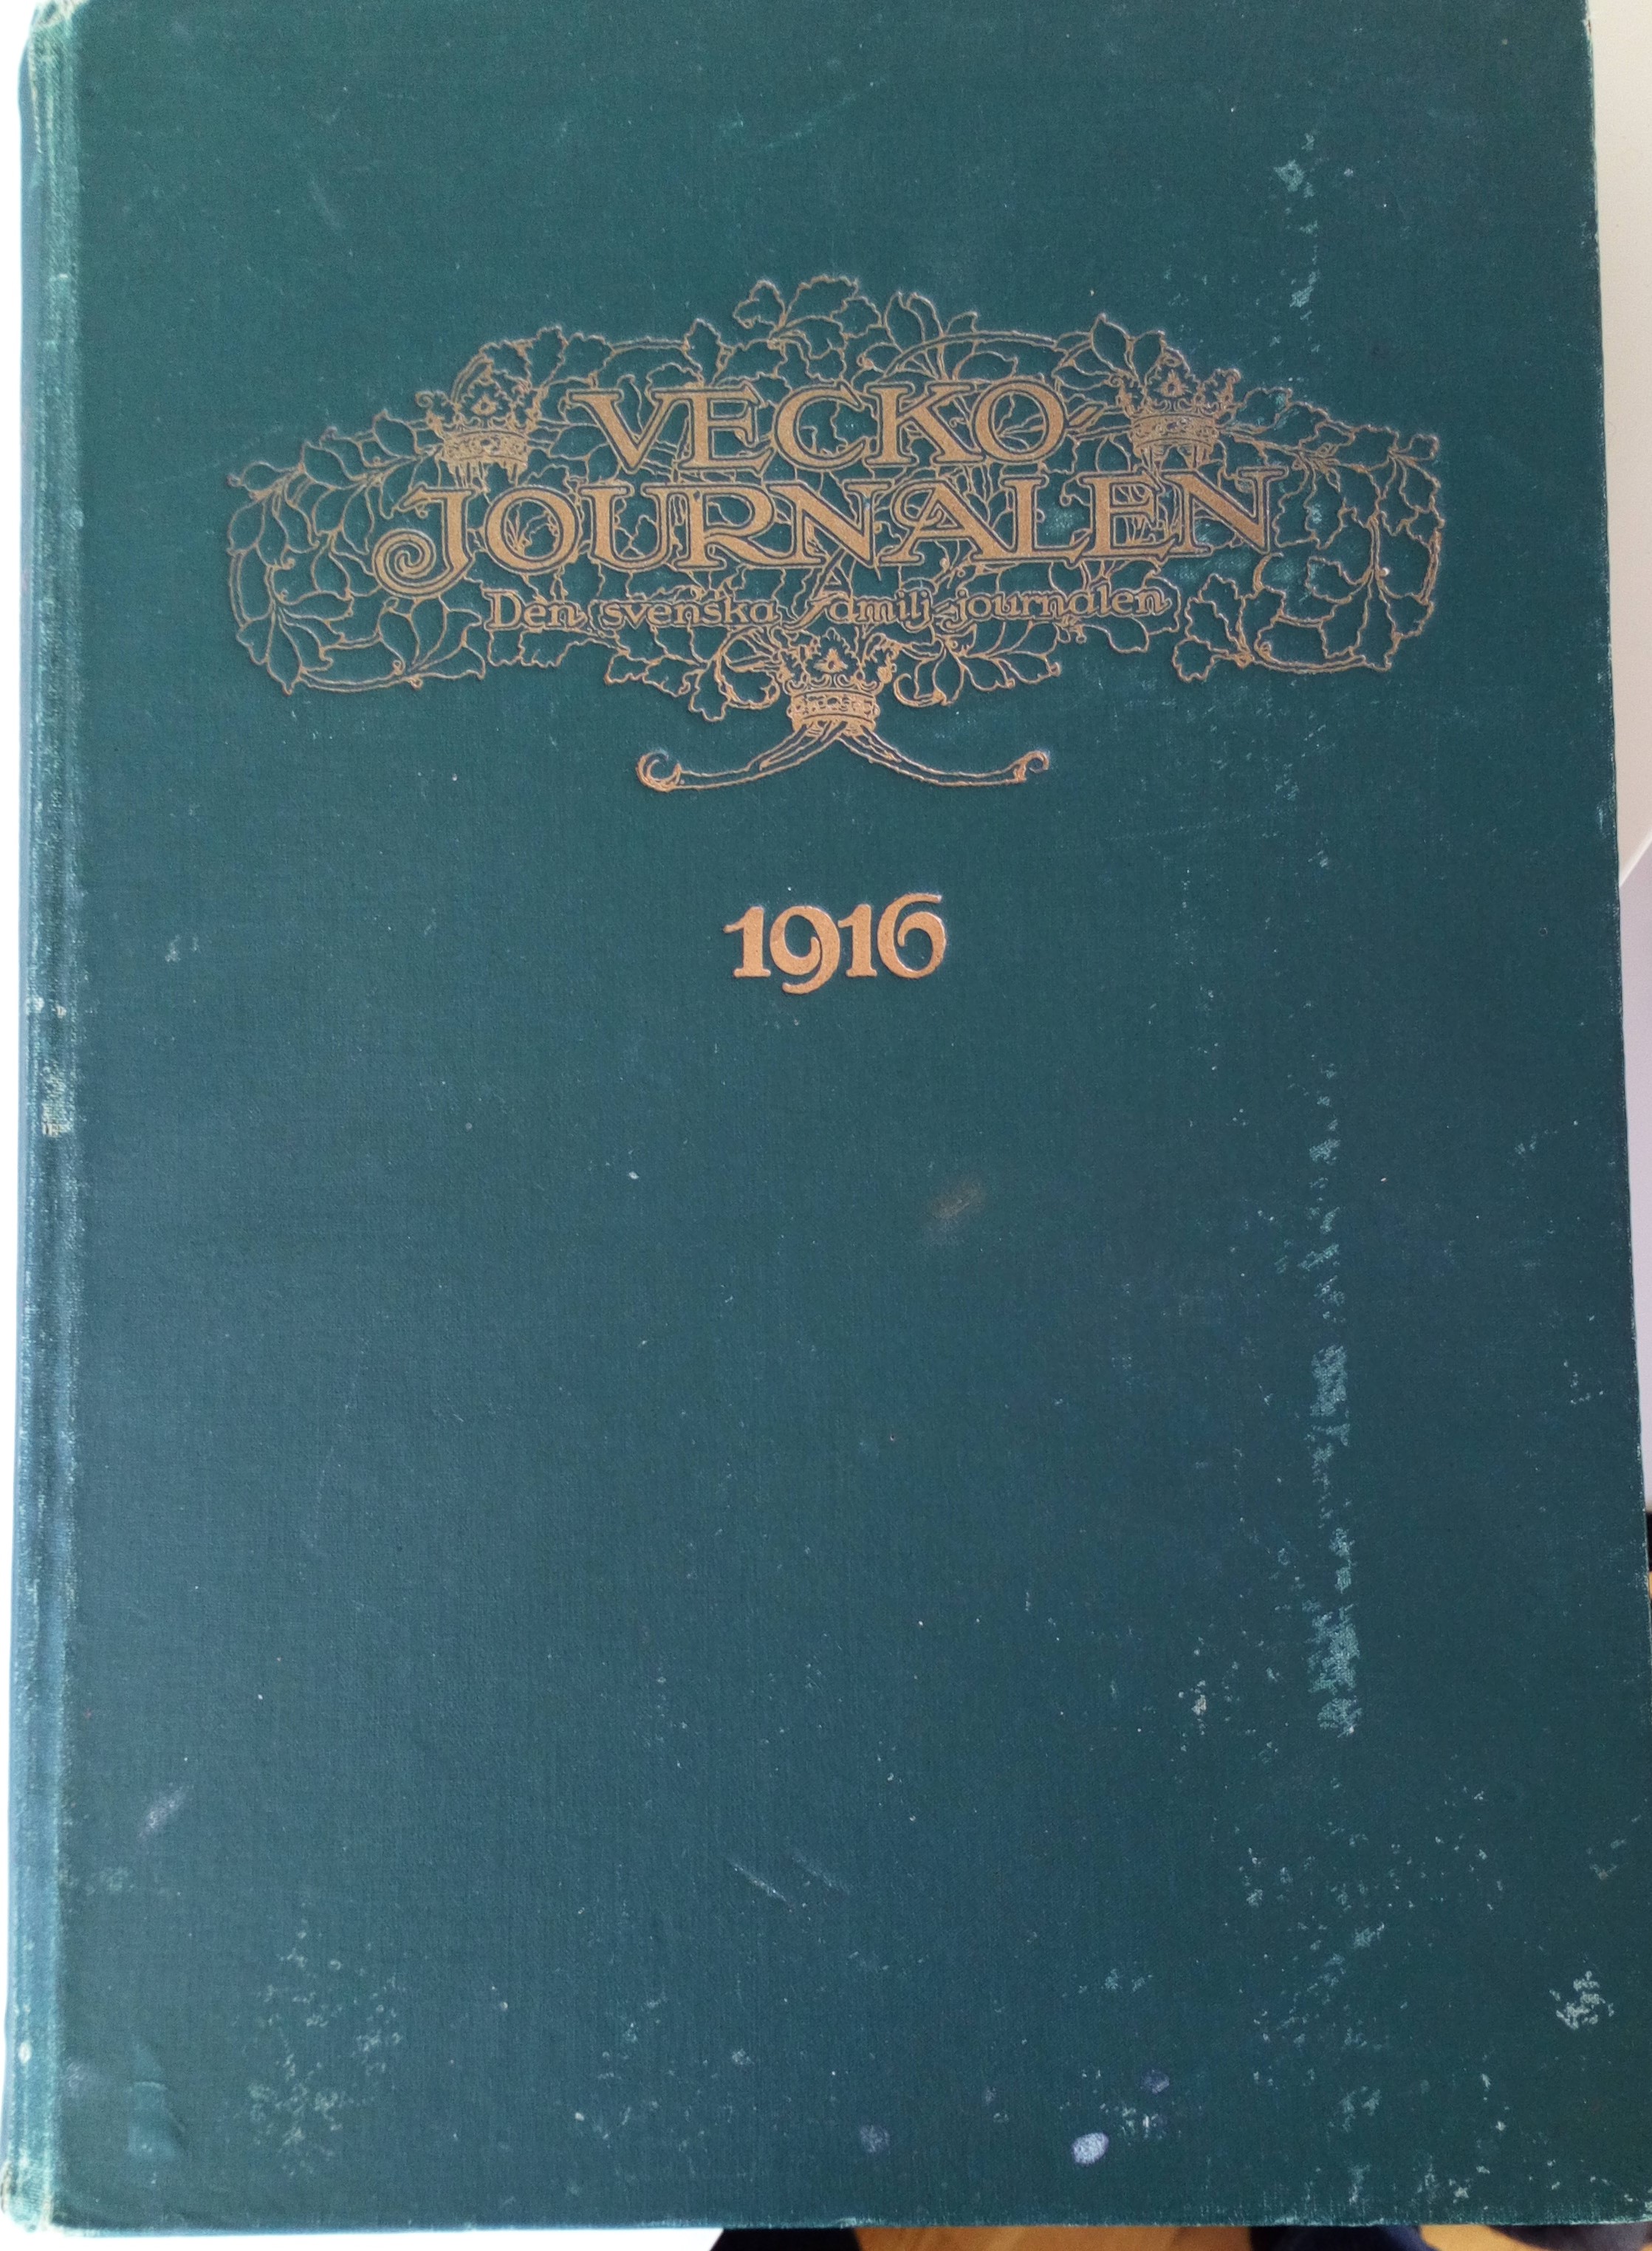 VECKO
JOURNALEN
Den svenska familj-journalen
1916